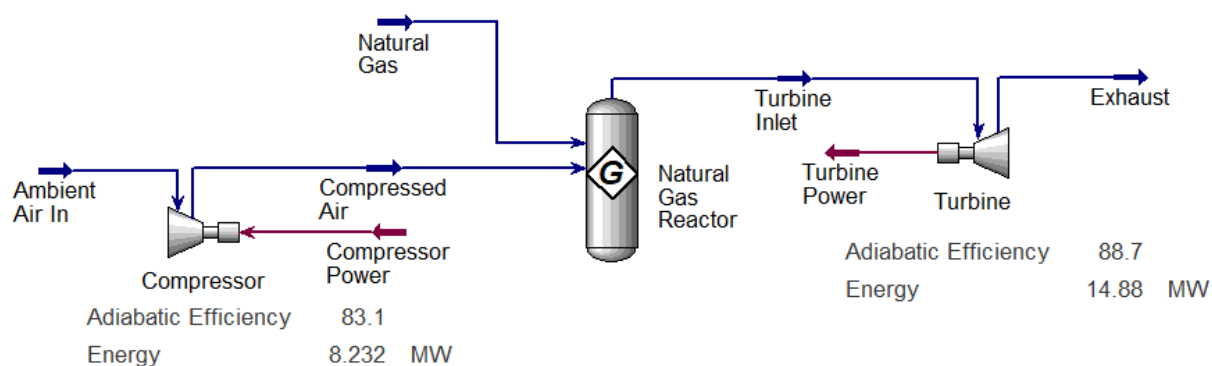 Natural
Gas
Turbine
Inlet
Exhaust
Ambient
Air In
Compressed
Air
G
Natural
Gas
Reactor
Turbine
Power
Turbine
Compressor
Power
Compressor
Adiabatic Efficiency 83.1
Energy 8.232 MW
Adiabatic Efficiency 88.7
Energy 14.88 MW